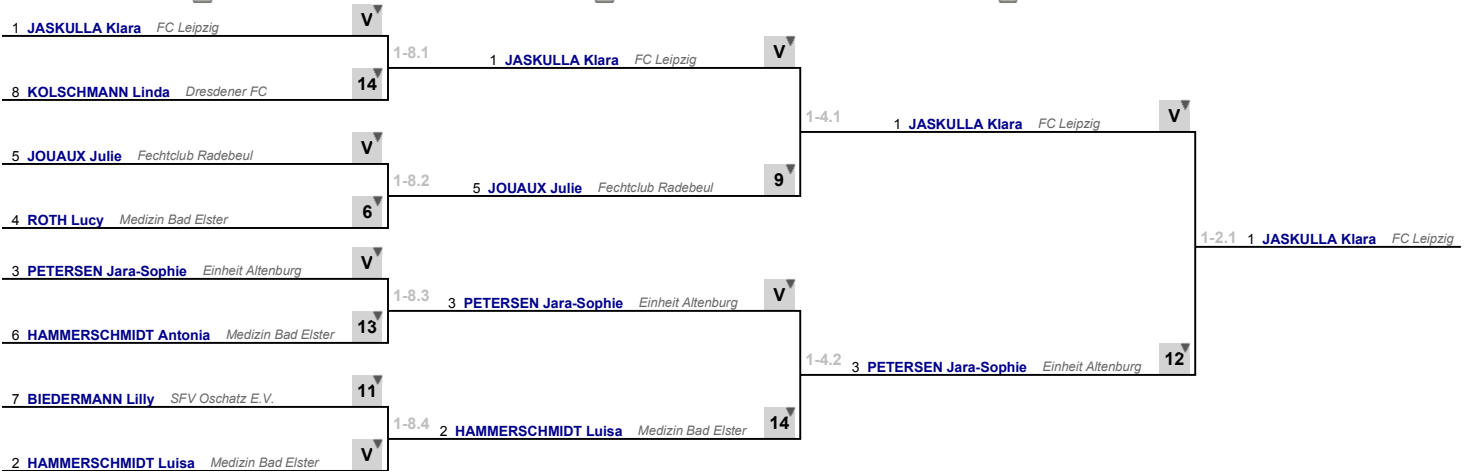 1 JASKULLA Klara FC Leipzig V
1-8.1
8 KOLSCHMANN Linda Dresdener FC 14
5 JOUAUX Julie Fechtclub Radebeul V
1-8.2
4 ROTH Lucy Medizin Bad Elster 6
3 PETERSEN Jara-Sophie Einheit Altenburg V
1-8.3
6 HAMMERSCHMIDT Antonia Medizin Bad Elster 13
7 BIEDERMANN Lilly SFV Oschatz E.V. 11
1-8.4
2 HAMMERSCHMIDT Luisa Medizin Bad Elster V
1 JASKULLA Klara FC Leipzig V
1-4.1
5 JOUAUX Julie Fechtclub Radebeul 9
3 PETERSEN Jara-Sophie Einheit Altenburg V
1-4.2
2 HAMMERSCHMIDT Luisa Medizin Bad Elster 14
1 JASKULLA Klara FC Leipzig V
1-2.1
3 PETERSEN Jara-Sophie Einheit Altenburg 12
1 JASKULLA Klara FC Leipzig